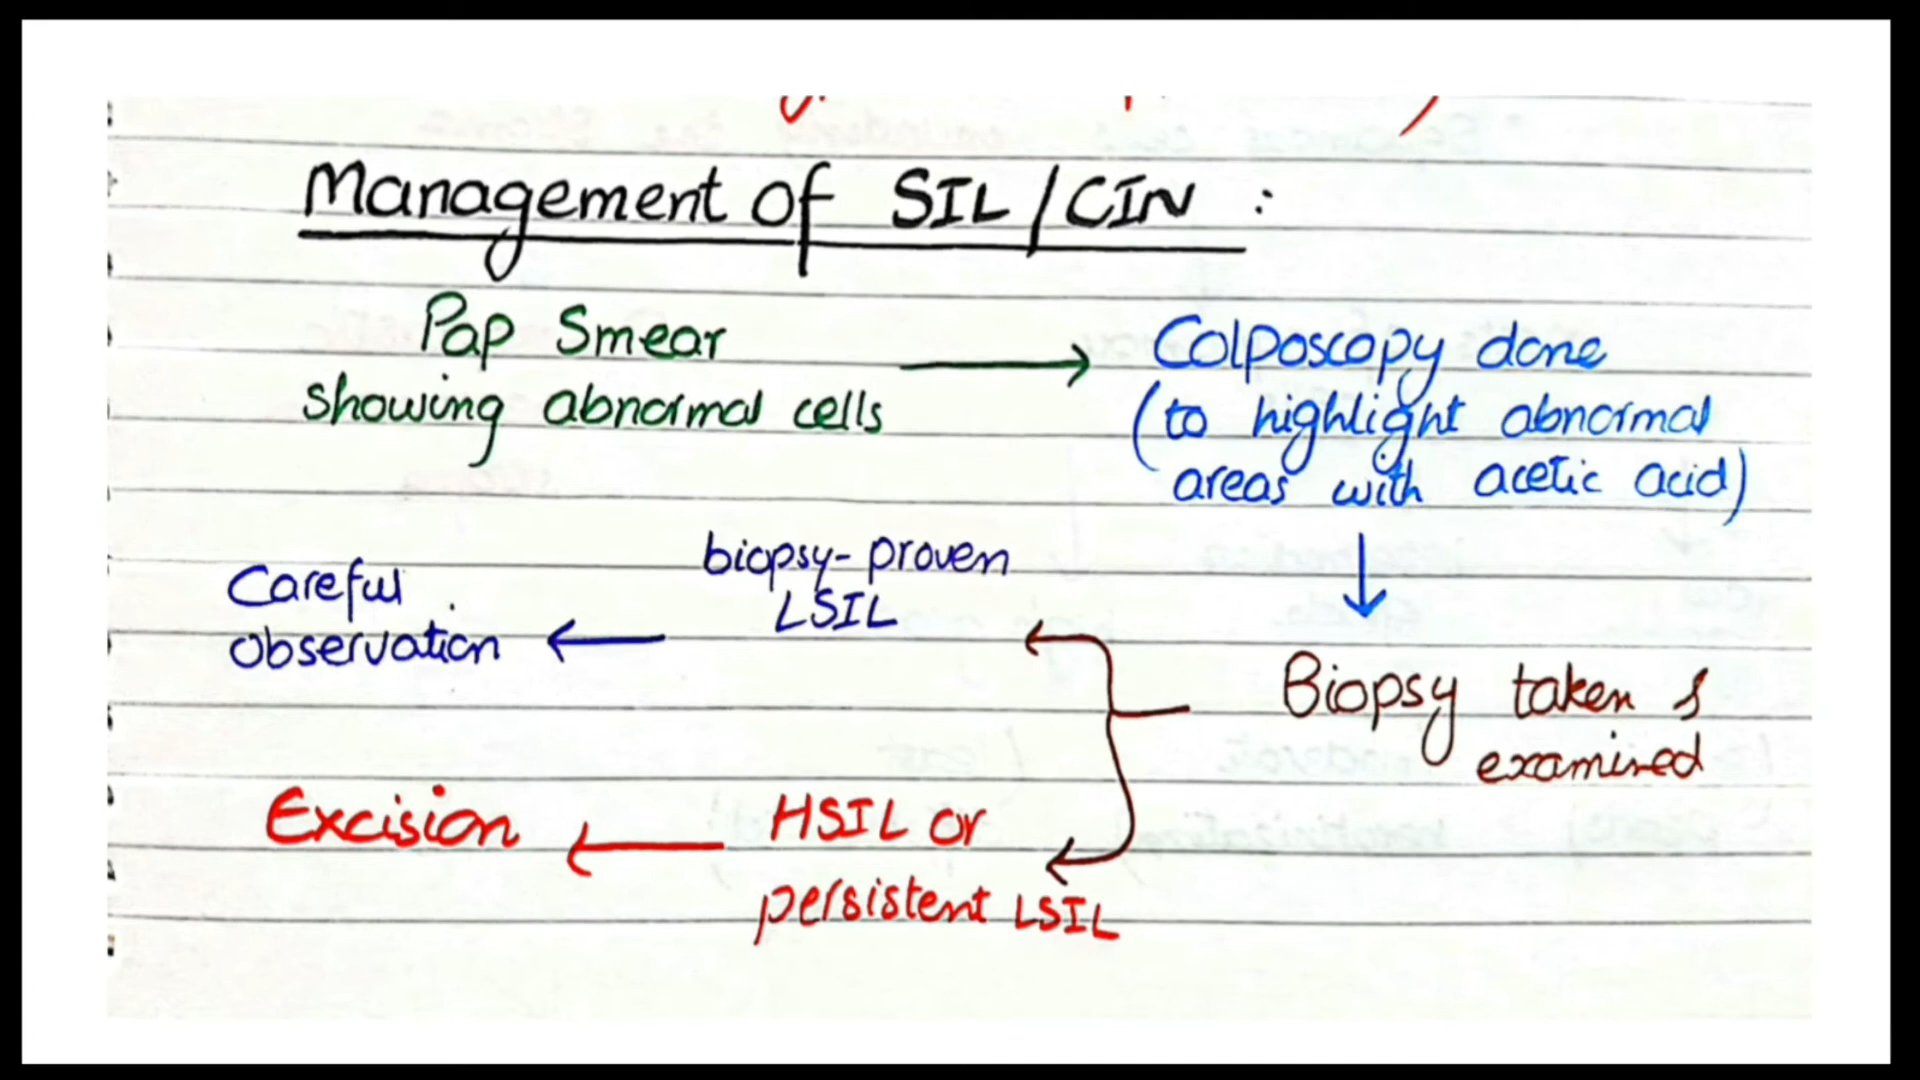 Management of SIL/CIN :
Pap Smear
showing abnormal cells
Colposcopy done
(to highlight abnormal
areas with acetic acid)
Biopsy taken &
examined
biopsy-proven
LSIL
Careful
observation
HSIL or
persistent LSIL
Excision